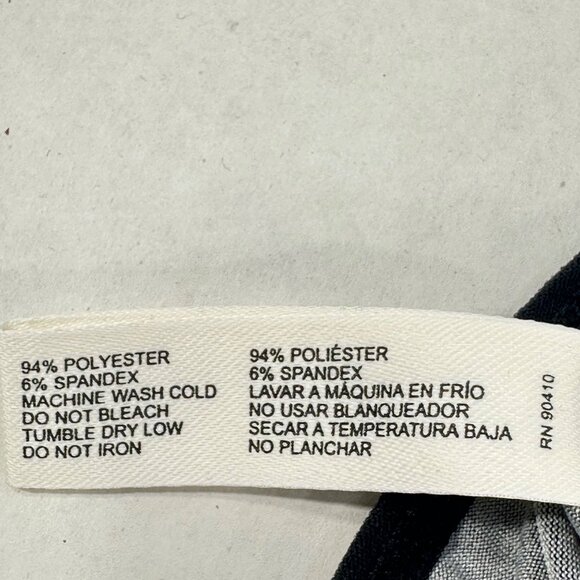 94% POLYESTER
6% SPANDEX
MACHINE WASH COLD
DO NOT BLEACH
TUMBLE DRY LOW
DO NOT IRON
94% POLIÉSTER
6% SPANDEX
LAVAR A MÁQUINA EN FRÍO
NO USAR BLANQUEADOR
SECAR A TEMPERATURA BAJA
NO PLANCHAR
RN 90410